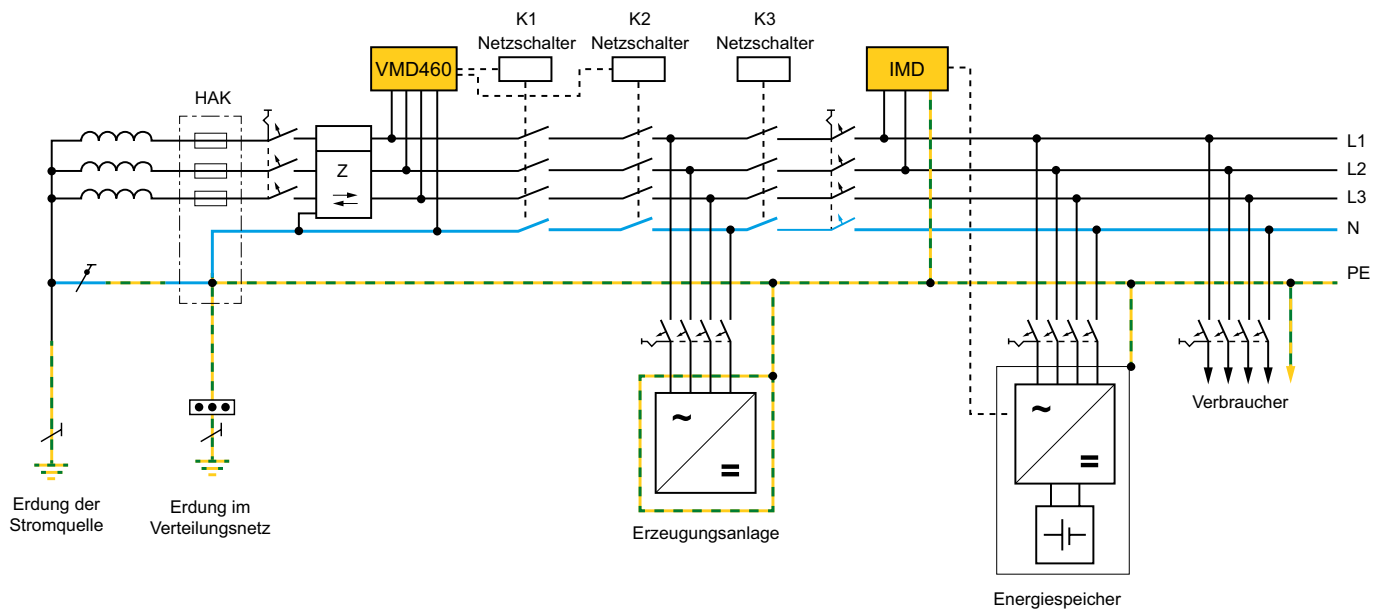 K1
Netzschalter
K2
Netzschalter
K3
Netzschalter
VMD460
IMD
HAK
Z
L1
L2
L3
N
PE
Erdung der
Stromquelle
Erdung im
Verteilungsnetz
Erzeugungsanlage
Verbraucher
Energiespeicher